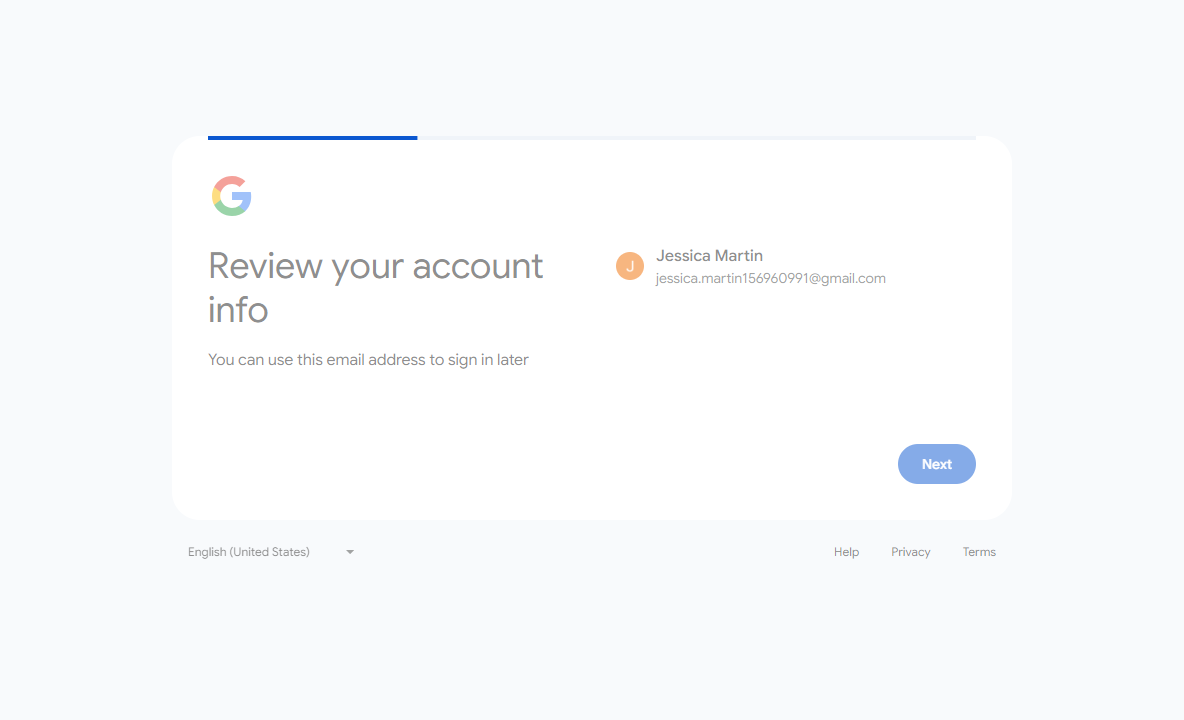 Review your account
info
You can use this email address to sign in later
J
Jessica Martin
jessica.martin156960991@gmail.com
Next
English (United States)
Help
Privacy
Terms